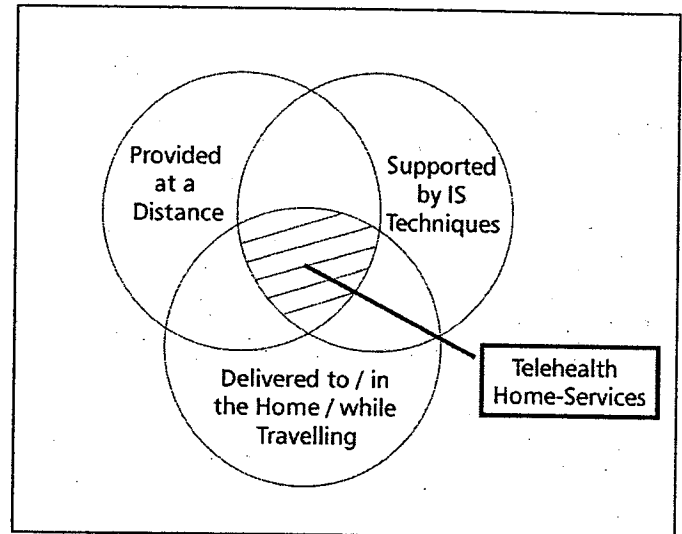 Provided
at a
Distance
Supported
by IS
Techniques
Delivered to / in
the Home / while
Travelling
Telehealth
Home-Services